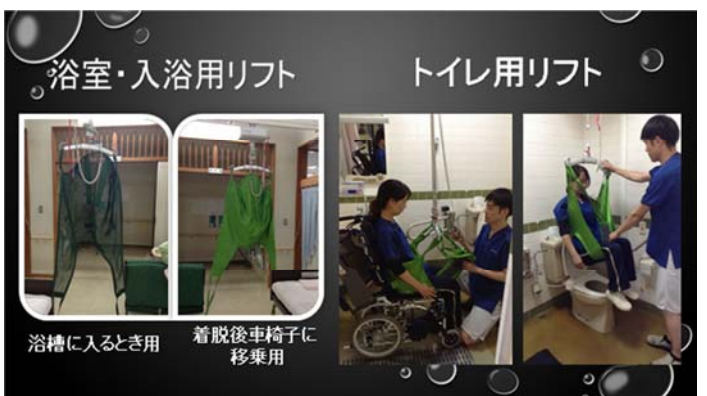 浴室・入浴用リフト
トイレ用リフト
浴槽に入るとき用
着脱後車椅子に
移乗用